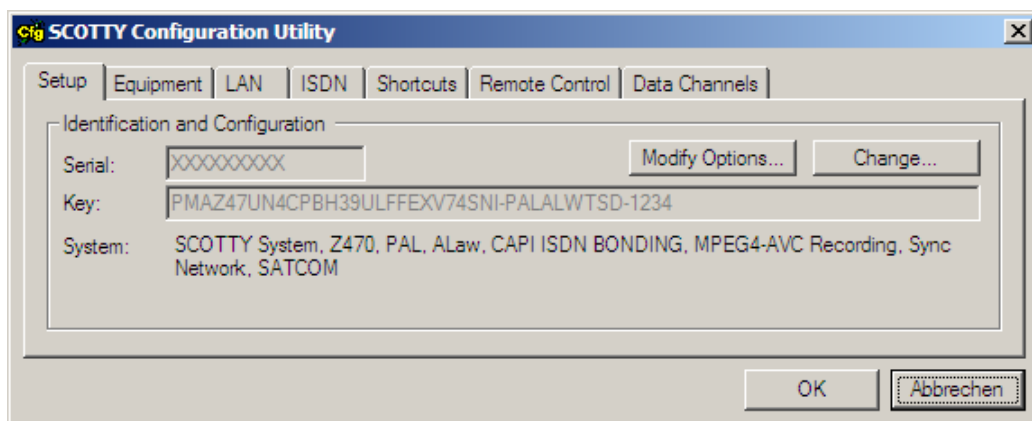 Cfg SCOTTY Configuration Utility
Setup Equipment LAN ISDN Shortcuts Remote Control Data Channels
Identification and Configuration
Serial: XXXXXXXXX Modify Options... Change...
Key: PMAZ47UN4CPBH39ULFFEXV74SNI-PALALWTSD-1234
System: SCOTTY System, Z470, PAL, ALaw, CAPI ISDN BONDING, MPEG4-AVC Recording, Sync
Network, SATCOM
OK Abbrechen